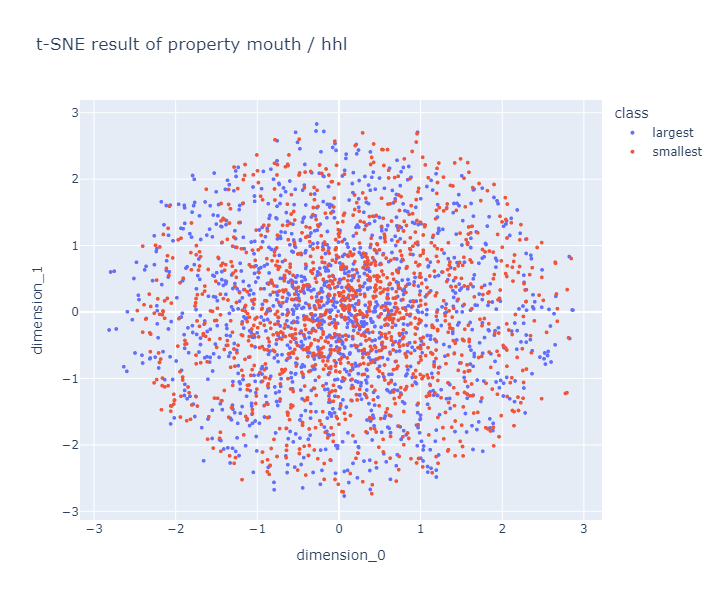 t-SNE result of property mouth / hhl
class
largest
smallest
3
2
1
0
−1
−2
−3
dimension_1
−3
−2
−1
0
1
2
3
dimension_0